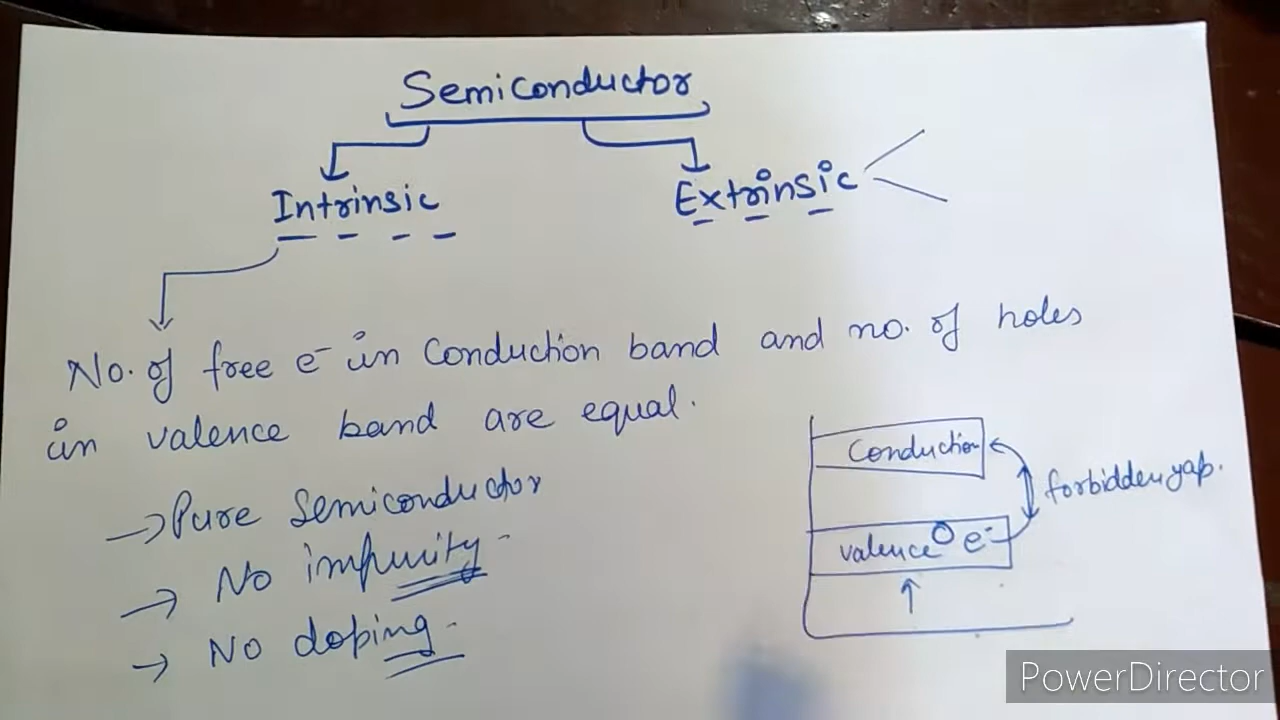 Semiconductor
Intrinsic
Extrinsic
No. of free e⁻ in Conduction band and no. of holes
in valence band are equal.
→ Pure Semiconductor
→ No impurity.
→ No doping.
Conduction
forbidden gap.
valence e⁻
PowerDirector